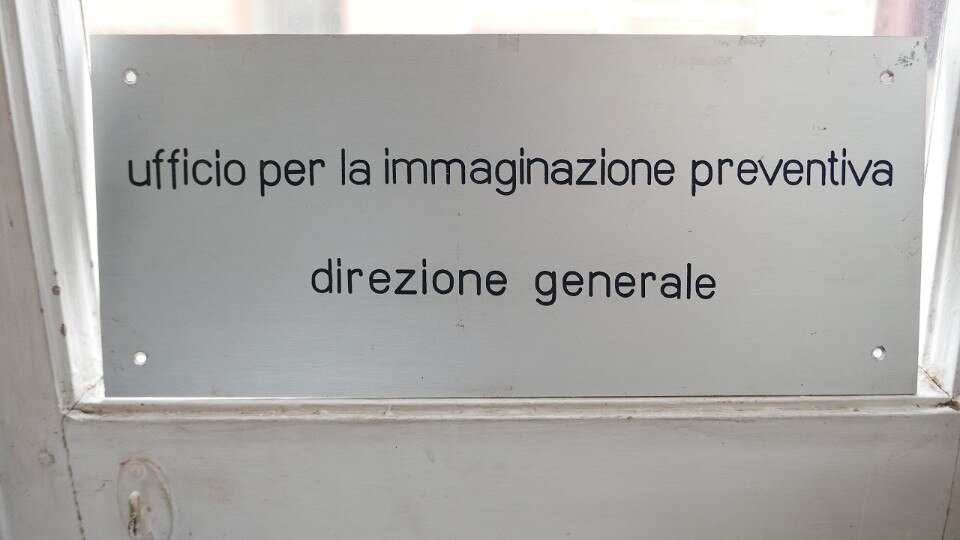 ufficio per la immaginazione preventiva
direzione generale